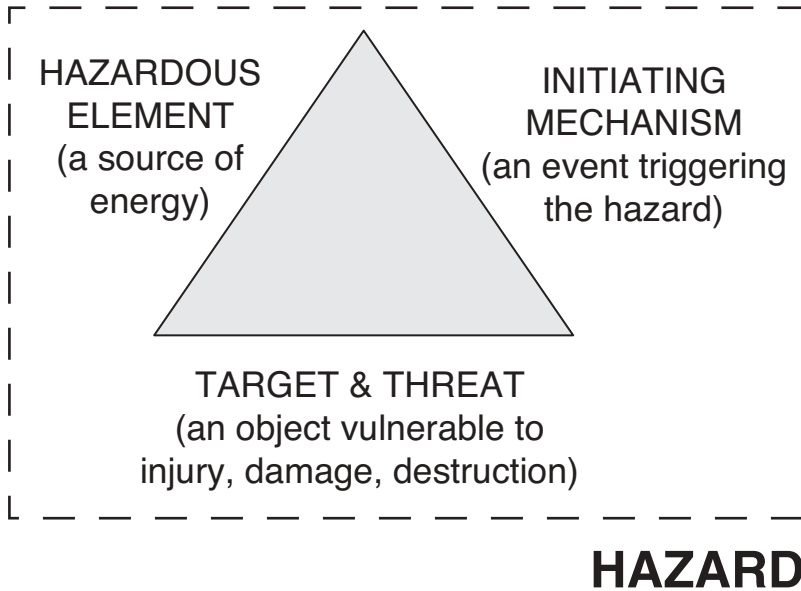 HAZARDOUS
ELEMENT
(a source of
energy)
INITIATING
MECHANISM
(an event triggering
the hazard)
TARGET & THREAT
(an object vulnerable to
injury, damage, destruction)
HAZARD